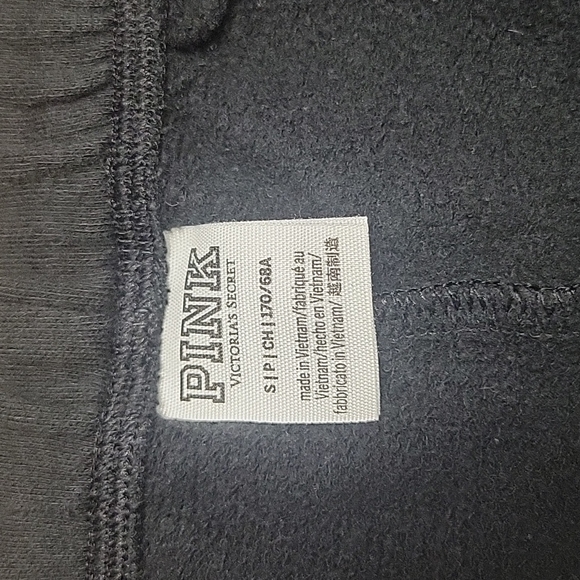 PINK
VICTORIA'S SECRET
S | P | CH | 170/68A
made in Vietnam/fabriqué au
Vietnam/hecho en Vietnam/
fabbricato in Vietnam/ 越南制造